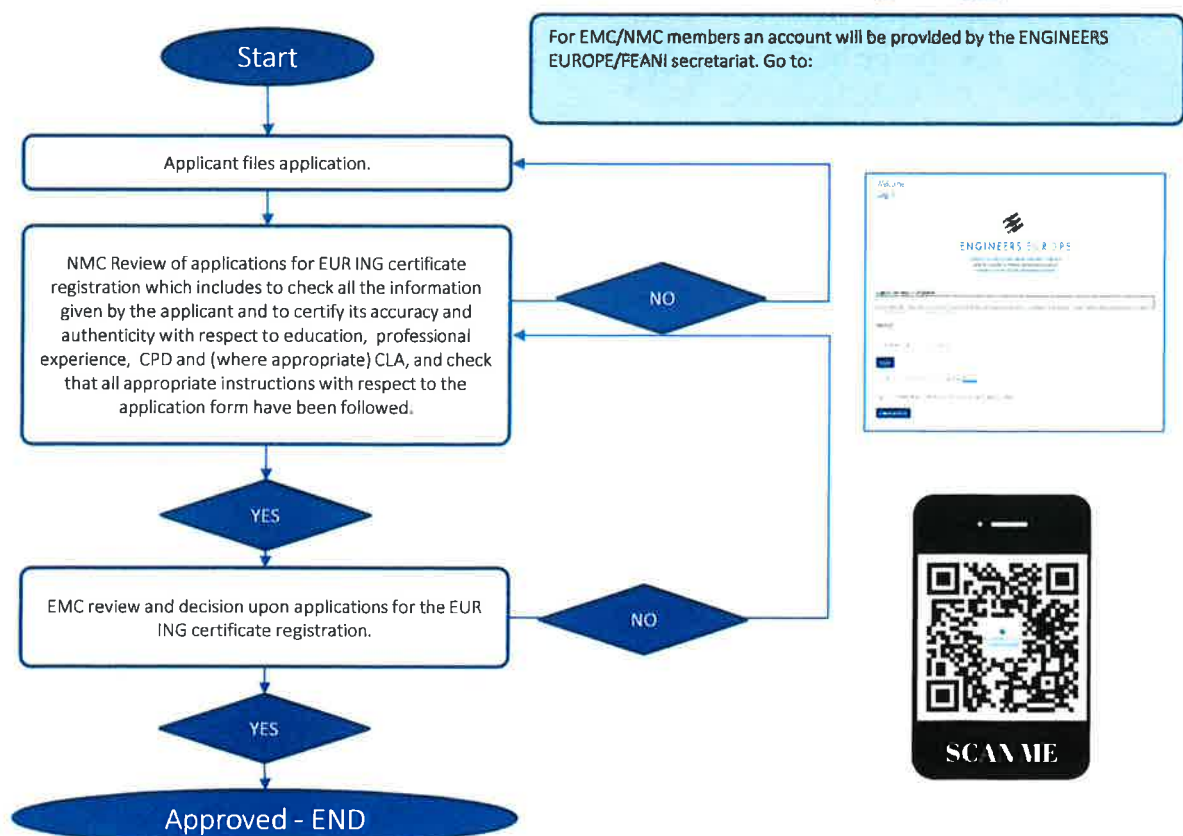 Start
For EMC/NMC members an account will be provided by the ENGINEERS
EUROPE/FEANI secretariat. Go to:
Applicant files application.
NMC Review of applications for EUR ING certificate
registration which includes to check all the information
given by the applicant and to certify its accuracy and
authenticity with respect to education, professional
experience, CPD and (where appropriate) CLA, and check
that all appropriate instructions with respect to the
application form have been followed.
NO
YES
EMC review and decision upon applications for the EUR
ING certificate registration.
NO
YES
Approved - END
Welcome
ENGINEERS EUROPE
SCAN ME